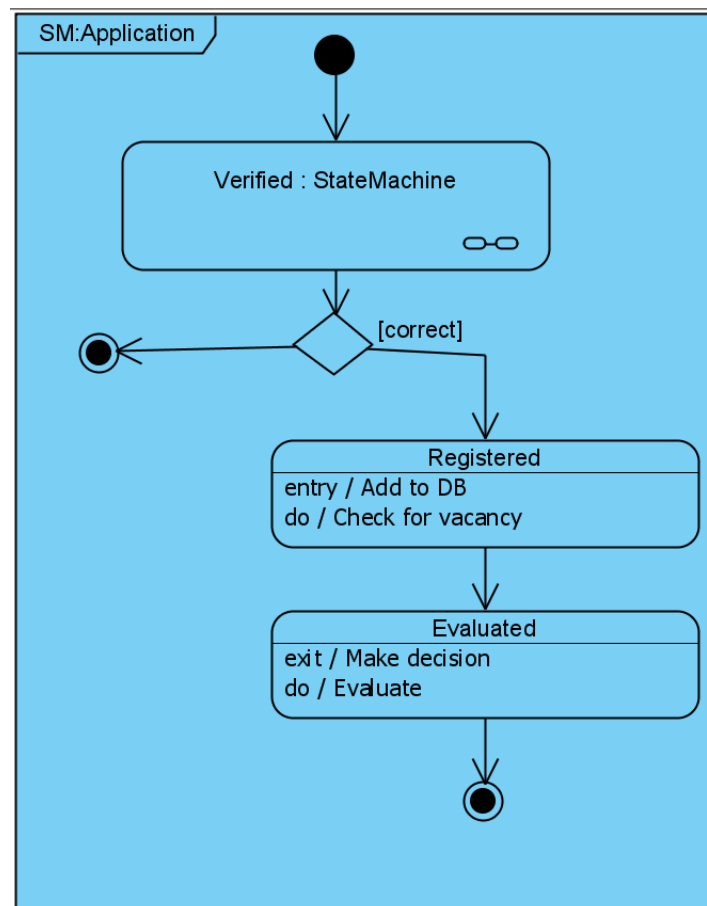 SM:Application
Verified : StateMachine
[correct]
Registered
entry / Add to DB
do / Check for vacancy
Evaluated
exit / Make decision
do / Evaluate